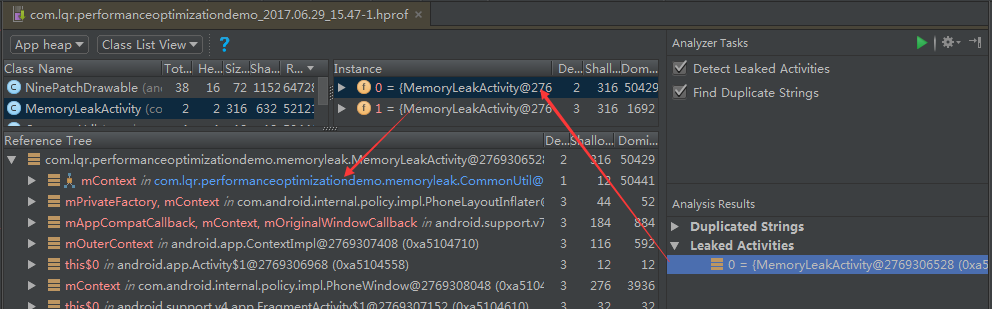 com.lqr.performanceoptimizationdemo_2017.06.29_15.47-1.hprof ×
App heap Class List View ?
Class Name Tot... He... Siz... Sha... R...
NinePatchDrawable (an 38 16 72 1152 64728
MemoryLeakActivity (co 2 2 316 632 52121
Instance De... Shall... Dom...
0 = {MemoryLeakActivity@276 2 316 50429
1 = {MemoryLeakActivity@276 3 316 1692
Reference Tree De... Shallo... Domi...
com.lqr.performanceoptimizationdemo.memoryleak.MemoryLeakActivity@2769306528 2 316 50429
mContext in com.lqr.performanceoptimizationdemo.memoryleak.CommonUtil@ 1 12 50441
mPrivateFactory, mContext in com.android.internal.policy.impl.PhoneLayoutInflater@ 3 44 52
mAppCompatCallback, mContext, mOriginalWindowCallback in android.support.v7 3 184 884
mOuterContext in android.app.ContextImpl@2769307408 (0xa5104710) 3 116 592
this$0 in android.app.Activity$1@2769306968 (0xa5104558) 3 12 12
mContext in com.android.internal.policy.impl.PhoneWindow@2769308048 (0xa5104 3 276 3936
this$0 in android.support.v4.app.FragmentActivity$1@2769307152 (0xa5104610) 3 32 32
Analyzer Tasks
Detect Leaked Activities
Find Duplicate Strings
Analysis Results
Duplicated Strings
Leaked Activities
0 = {MemoryLeakActivity@2769306528 (0xa5